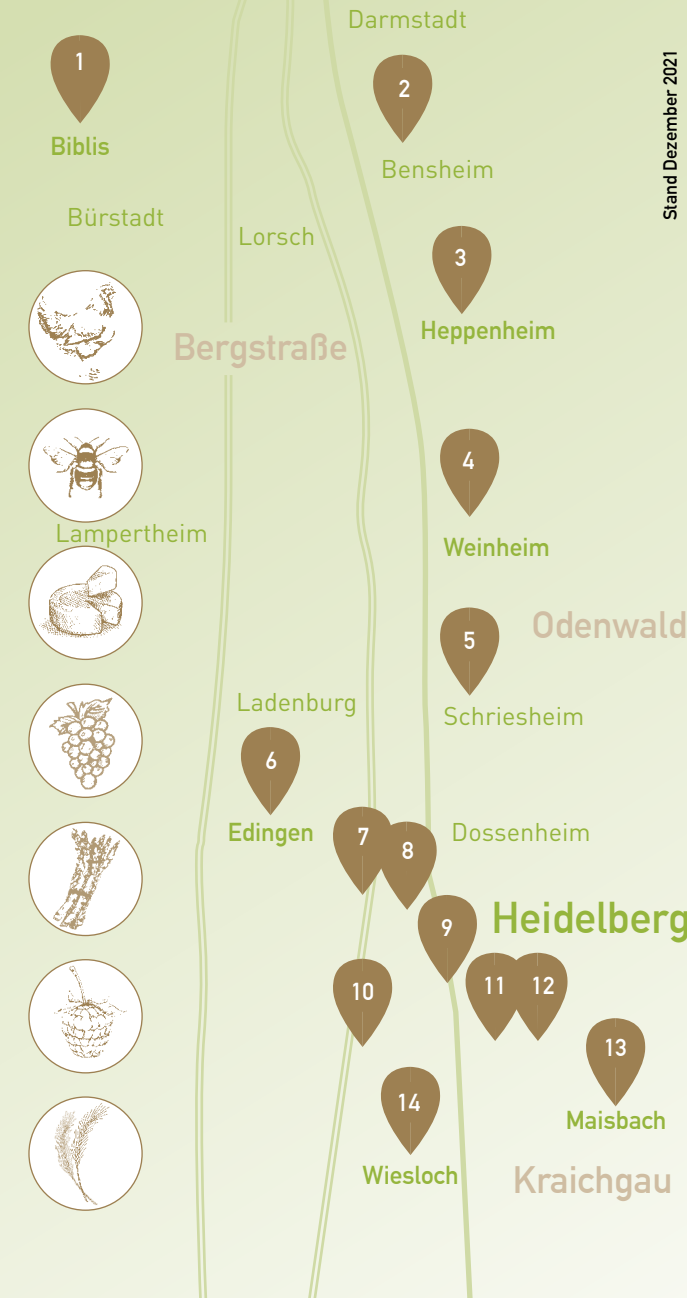 Darmstadt
1
2
Stand Dezember 2021
Biblis
Bensheim
Bürstadt
Lorsch
3
Heppenheim
Bergstraße
4
Lampertheim
Weinheim
Odenwald
5
Ladenburg
Schriesheim
6
Edingen
7
8
Dossenheim
Heidelberg
9
10
11
12
13
14
Maisbach
Wiesloch
Kraichgau